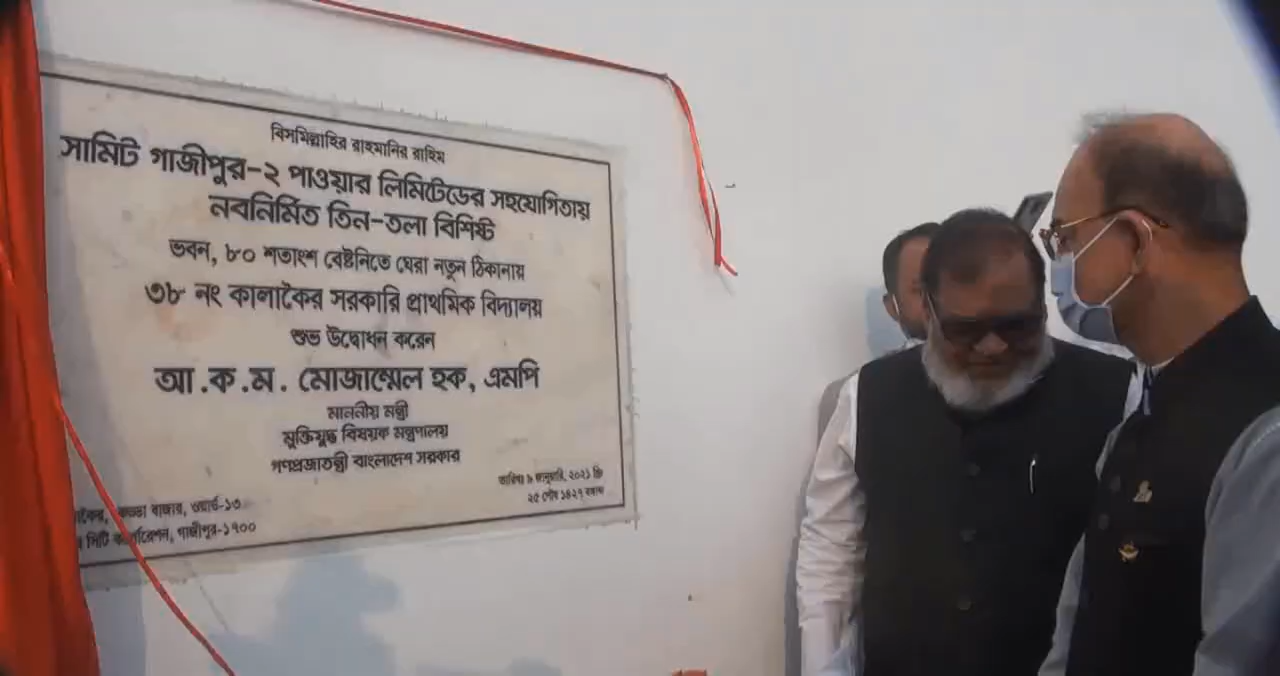 বিসমিল্লাহির রাহমানির রাহিম
সামিট গাজীপুর-২ পাওয়ার লিমিটেডের সহযোগিতায়
নবনির্মিত তিন-তলা বিশিষ্ট
ভবন, ৮০ শতাংশ বেষ্টনিতে ঘেরা নতুন ঠিকানায়
৩৮ নং কালাকৈর সরকারি প্রাথমিক বিদ্যালয়
শুভ উদ্বোধন করেন
আ.ক.ম. মোজাম্মেল হক, এমপি
মাননীয় মন্ত্রী
মুক্তিযুদ্ধ বিষয়ক মন্ত্রণালয়
গণপ্রজাতন্ত্রী বাংলাদেশ সরকার
তারিখঃ ৯ জানুয়ারি, ২০২১ খ্রি
২৫ পৌষ ১৪২৭ বঙ্গাব্দ
বাজার, ওয়ার্ড-১৩
সিটি কর্পোরেশন, গাজীপুর-১৭০০